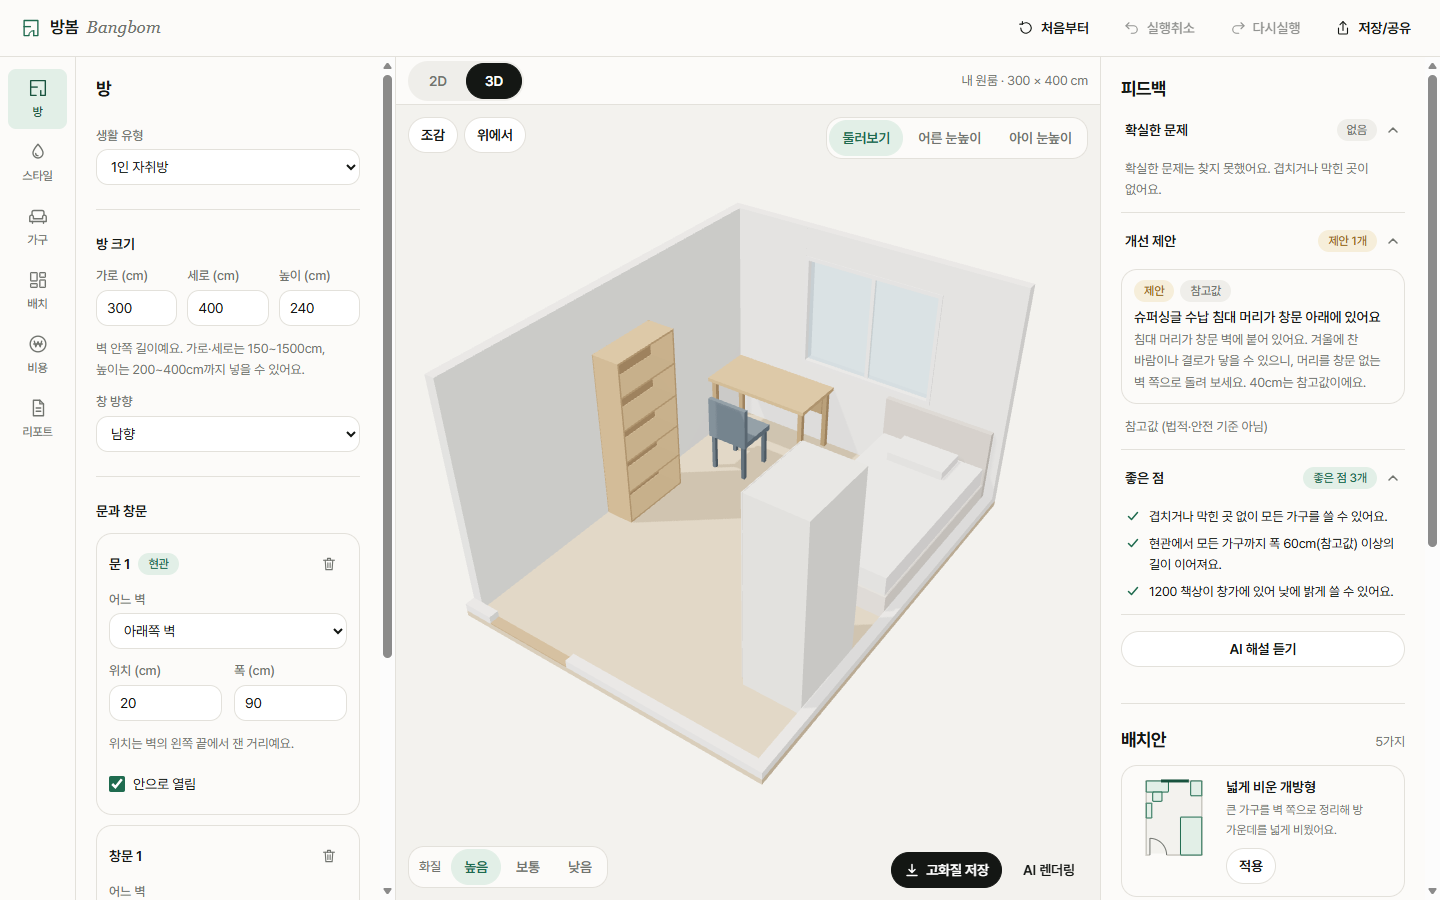 방봄 Bangbom
처음부터
실행취소
다시실행
저장/공유
방
스타일
가구
배치
비용
리포트
방
생활 유형
1인 자취방
방 크기
가로 (cm) 세로 (cm) 높이 (cm)
300 400 240
벽 안쪽 길이예요. 가로·세로는 150~1500cm,
높이는 200~400cm까지 넣을 수 있어요.
창 방향
남향
문과 창문
문 1 현관
어느 벽
아래쪽 벽
위치 (cm) 폭 (cm)
20 90
위치는 벽의 왼쪽 끝에서 잰 거리예요.
안으로 열림
창문 1
어느 벽
2D 3D
내 원룸 · 300 × 400 cm
조감 위에서
둘러보기 어른 눈높이 아이 눈높이
화질 높음 보통 낮음
고화질 저장
AI 렌더링
피드백
확실한 문제 없음
확실한 문제는 찾지 못했어요. 겹치거나 막힌 곳이
없어요.
개선 제안 제안 1개
제안 참고값
슈퍼싱글 수납 침대 머리가 창문 아래에 있어요
침대 머리가 창문 벽에 붙어 있어요. 겨울에 찬
바람이나 결로가 닿을 수 있으니, 머리를 창문 없는
벽 쪽으로 돌려 보세요. 40cm는 참고값이에요.
참고값 (법적·안전 기준 아님)
좋은 점 좋은 점 3개
겹치거나 막힌 곳 없이 모든 가구를 쓸 수 있어요.
현관에서 모든 가구까지 폭 60cm(참고값) 이상의
길이 이어져요.
1200 책상이 창가에 있어 낮에 밝게 쓸 수 있어요.
AI 해설 듣기
배치안 5가지
넓게 비운 개방형
큰 가구를 벽 쪽으로 정리해 방
가운데를 넓게 비웠어요.
적용